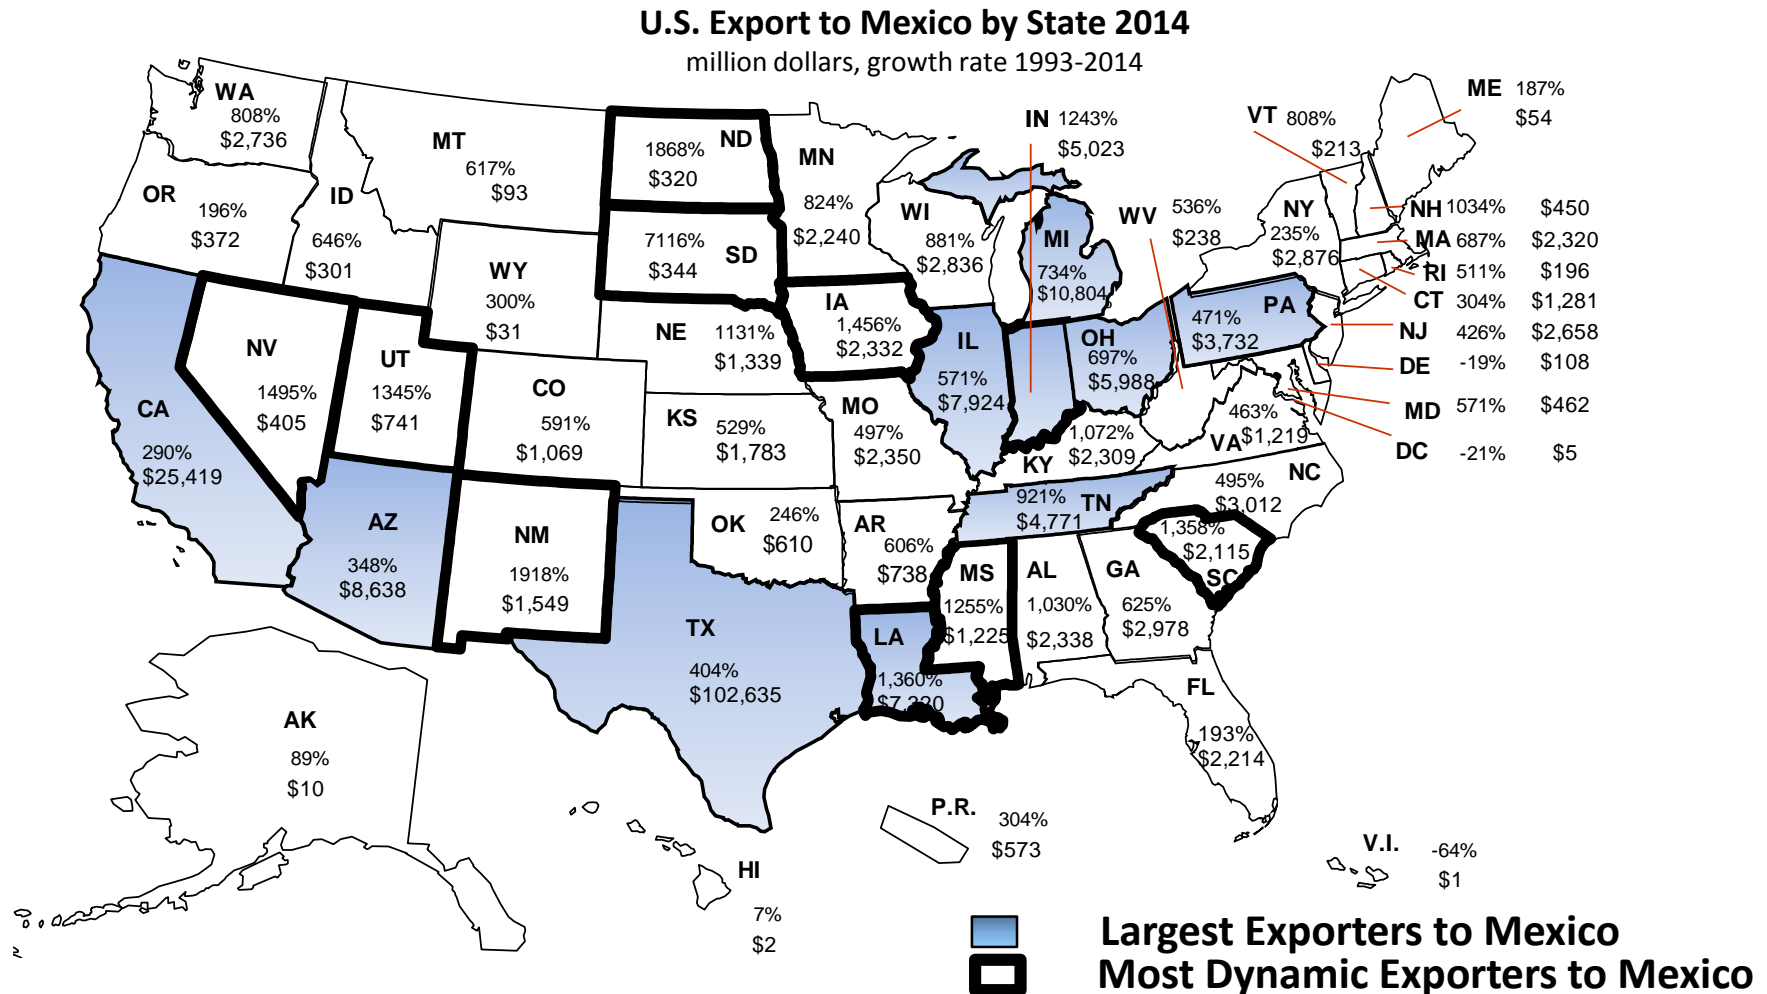 U.S. Export to Mexico by State 2014
million dollars, growth rate 1993-2014
WA
808%
$2,736
OR
196%
$372
CA
290%
$25,419
ID
646%
$301
NV
1495%
$405
MT
617%
$93
WY
300%
$31
UT
1345%
$741
AZ
348%
$8,638
CO
591%
$1,069
NM
1918%
$1,549
ND
1868%
$320
SD
7116%
$344
NE
1131%
$1,339
KS
529%
$1,783
OK
246%
$610
TX
404%
$102,635
MN
824%
$2,240
IA
1,456%
$2,332
MO
497%
$2,350
AR
606%
$738
LA
1,360%
$7,320
WI
881%
$2,836
IL
571%
$7,924
MI
734%
$10,804
IN 1243%
$5,023
OH
697%
$5,988
KY
1,072%
$2,309
TN
921%
$4,771
MS
1255%
$1,225
AL
1,030%
$2,338
GA
625%
$2,978
FL
193%
$2,214
SC
1,358%
$2,115
NC
495%
$3,012
VA
463%
$1,219
WV 536%
$238
PA
471%
$3,732
NY
235%
$2,876
VT 808%
$213
ME 187%
$54
NH 1034% $450
MA 687% $2,320
RI 511% $196
CT 304% $1,281
NJ 426% $2,658
DE -19% $108
MD 571% $462
DC -21% $5
AK
89%
$10
HI
7%
$2
P.R. 304%
$573
V.I. -64%
$1
Largest Exporters to Mexico
Most Dynamic Exporters to Mexico